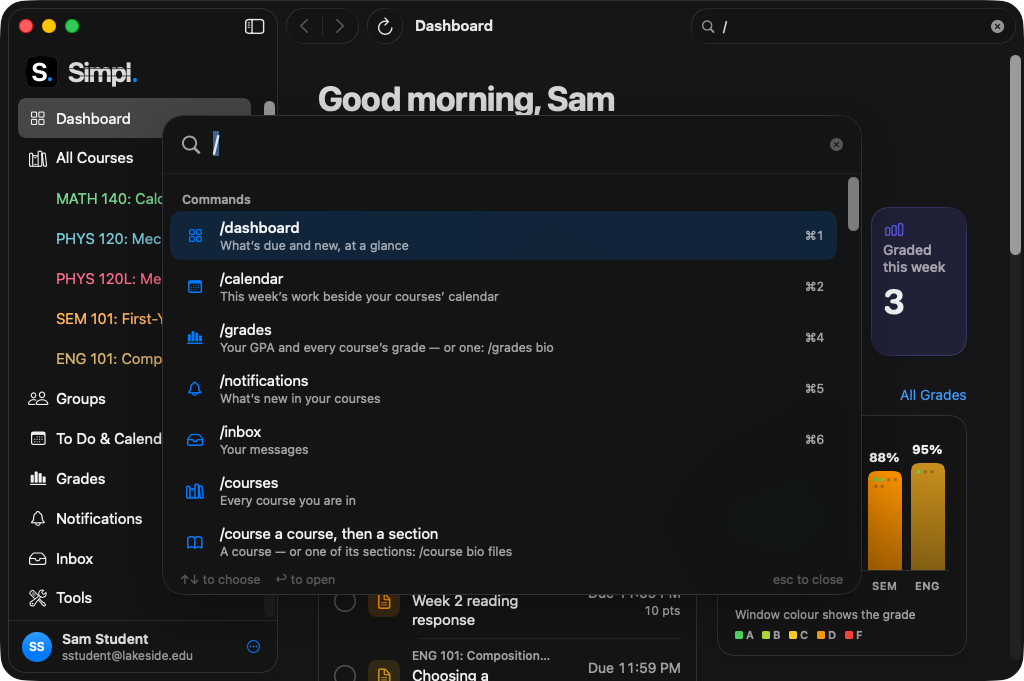 Dashboard
/
S. Simpl.
Dashboard
All Courses
MATH 140: Calc
PHYS 120: Mec
PHYS 120L: Me
SEM 101: First-Y
ENG 101: Comp
Groups
To Do & Calend
Grades
Notifications
Inbox
Tools
SS
Sam Student
sstudent@lakeside.edu
Good morning, Sam
/
Commands
/dashboard
What's due and new, at a glance
⌘1
/calendar
This week's work beside your courses' calendar
⌘2
/grades
Your GPA and every course's grade — or one: /grades bio
⌘4
/notifications
What's new in your courses
⌘5
/inbox
Your messages
⌘6
/courses
Every course you are in
/course a course, then a section
A course — or one of its sections: /course bio files
↑↓ to choose ↩ to open
esc to close
Graded
this week
3
All Grades
88% 95%
SEM ENG
Window colour shows the grade
A B C D F
Week 2 reading
response
Due 11:59 PM
10 pts
ENG 101: Composition...
Choosing a
Due 11:59 PM